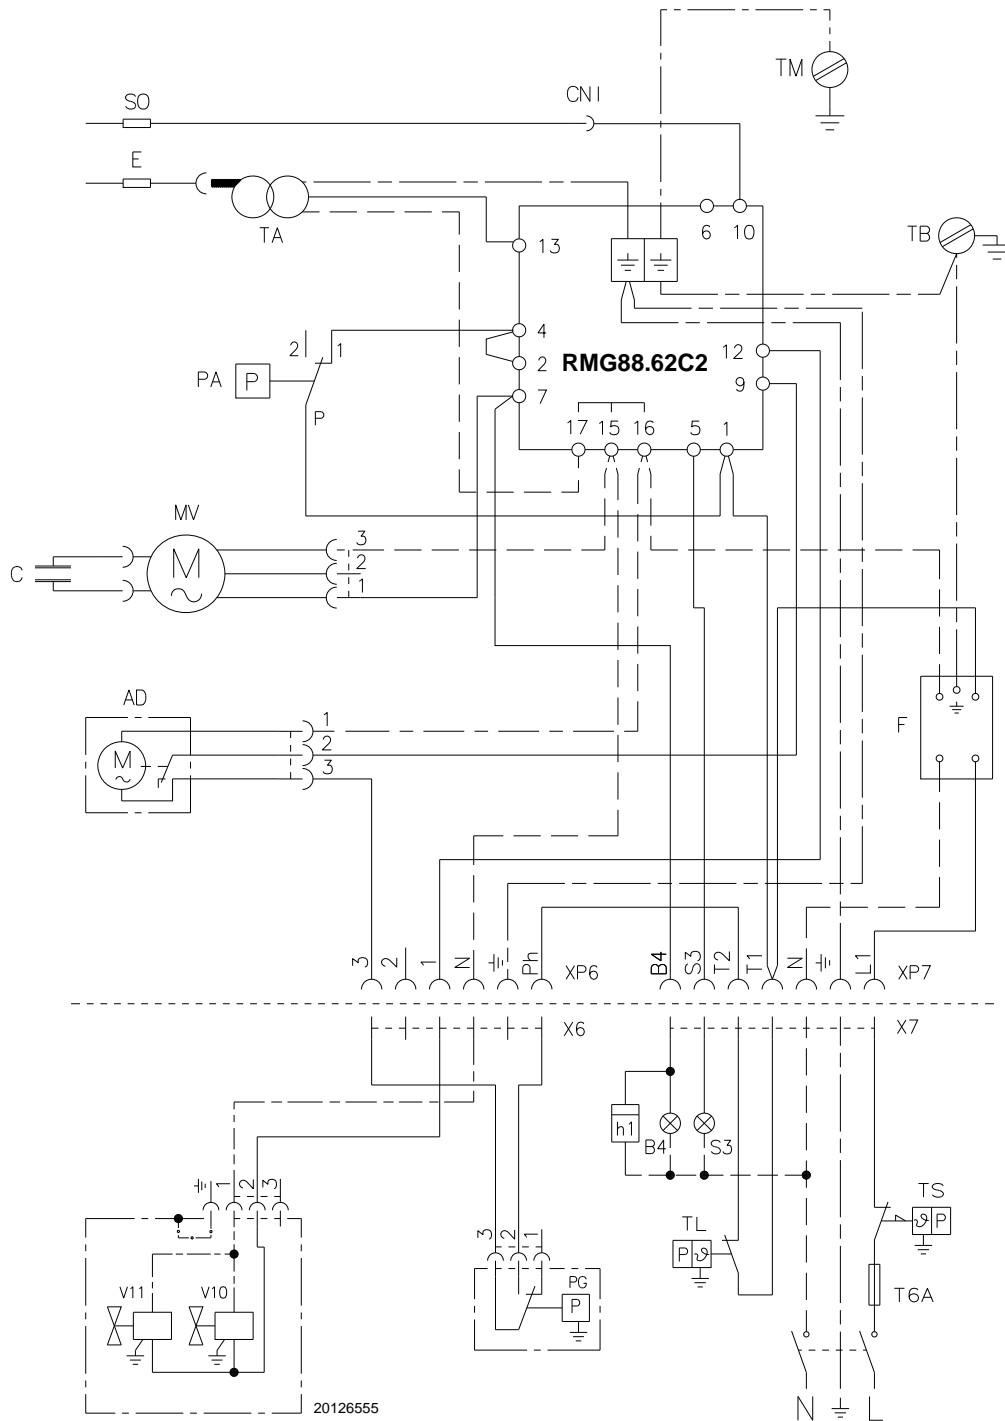 TM
CN1
SO
E
TA
6 10
TB
13
4
2
7
RMG88.62C2
12
9
2 1
PA P
P
17 15 16 5 1
MV
3
2
1
C
M
AD
1
2
3
M
F
3 2 1 N Ph XP6
B4 S3 T2 T1 N L1 XP7
X6
X7
h1
B4
S3
1 2 3
3 2 1
TL
P ϑ
TS
ϑ P
T6A
V11 V10
PG
P
N L
20126555